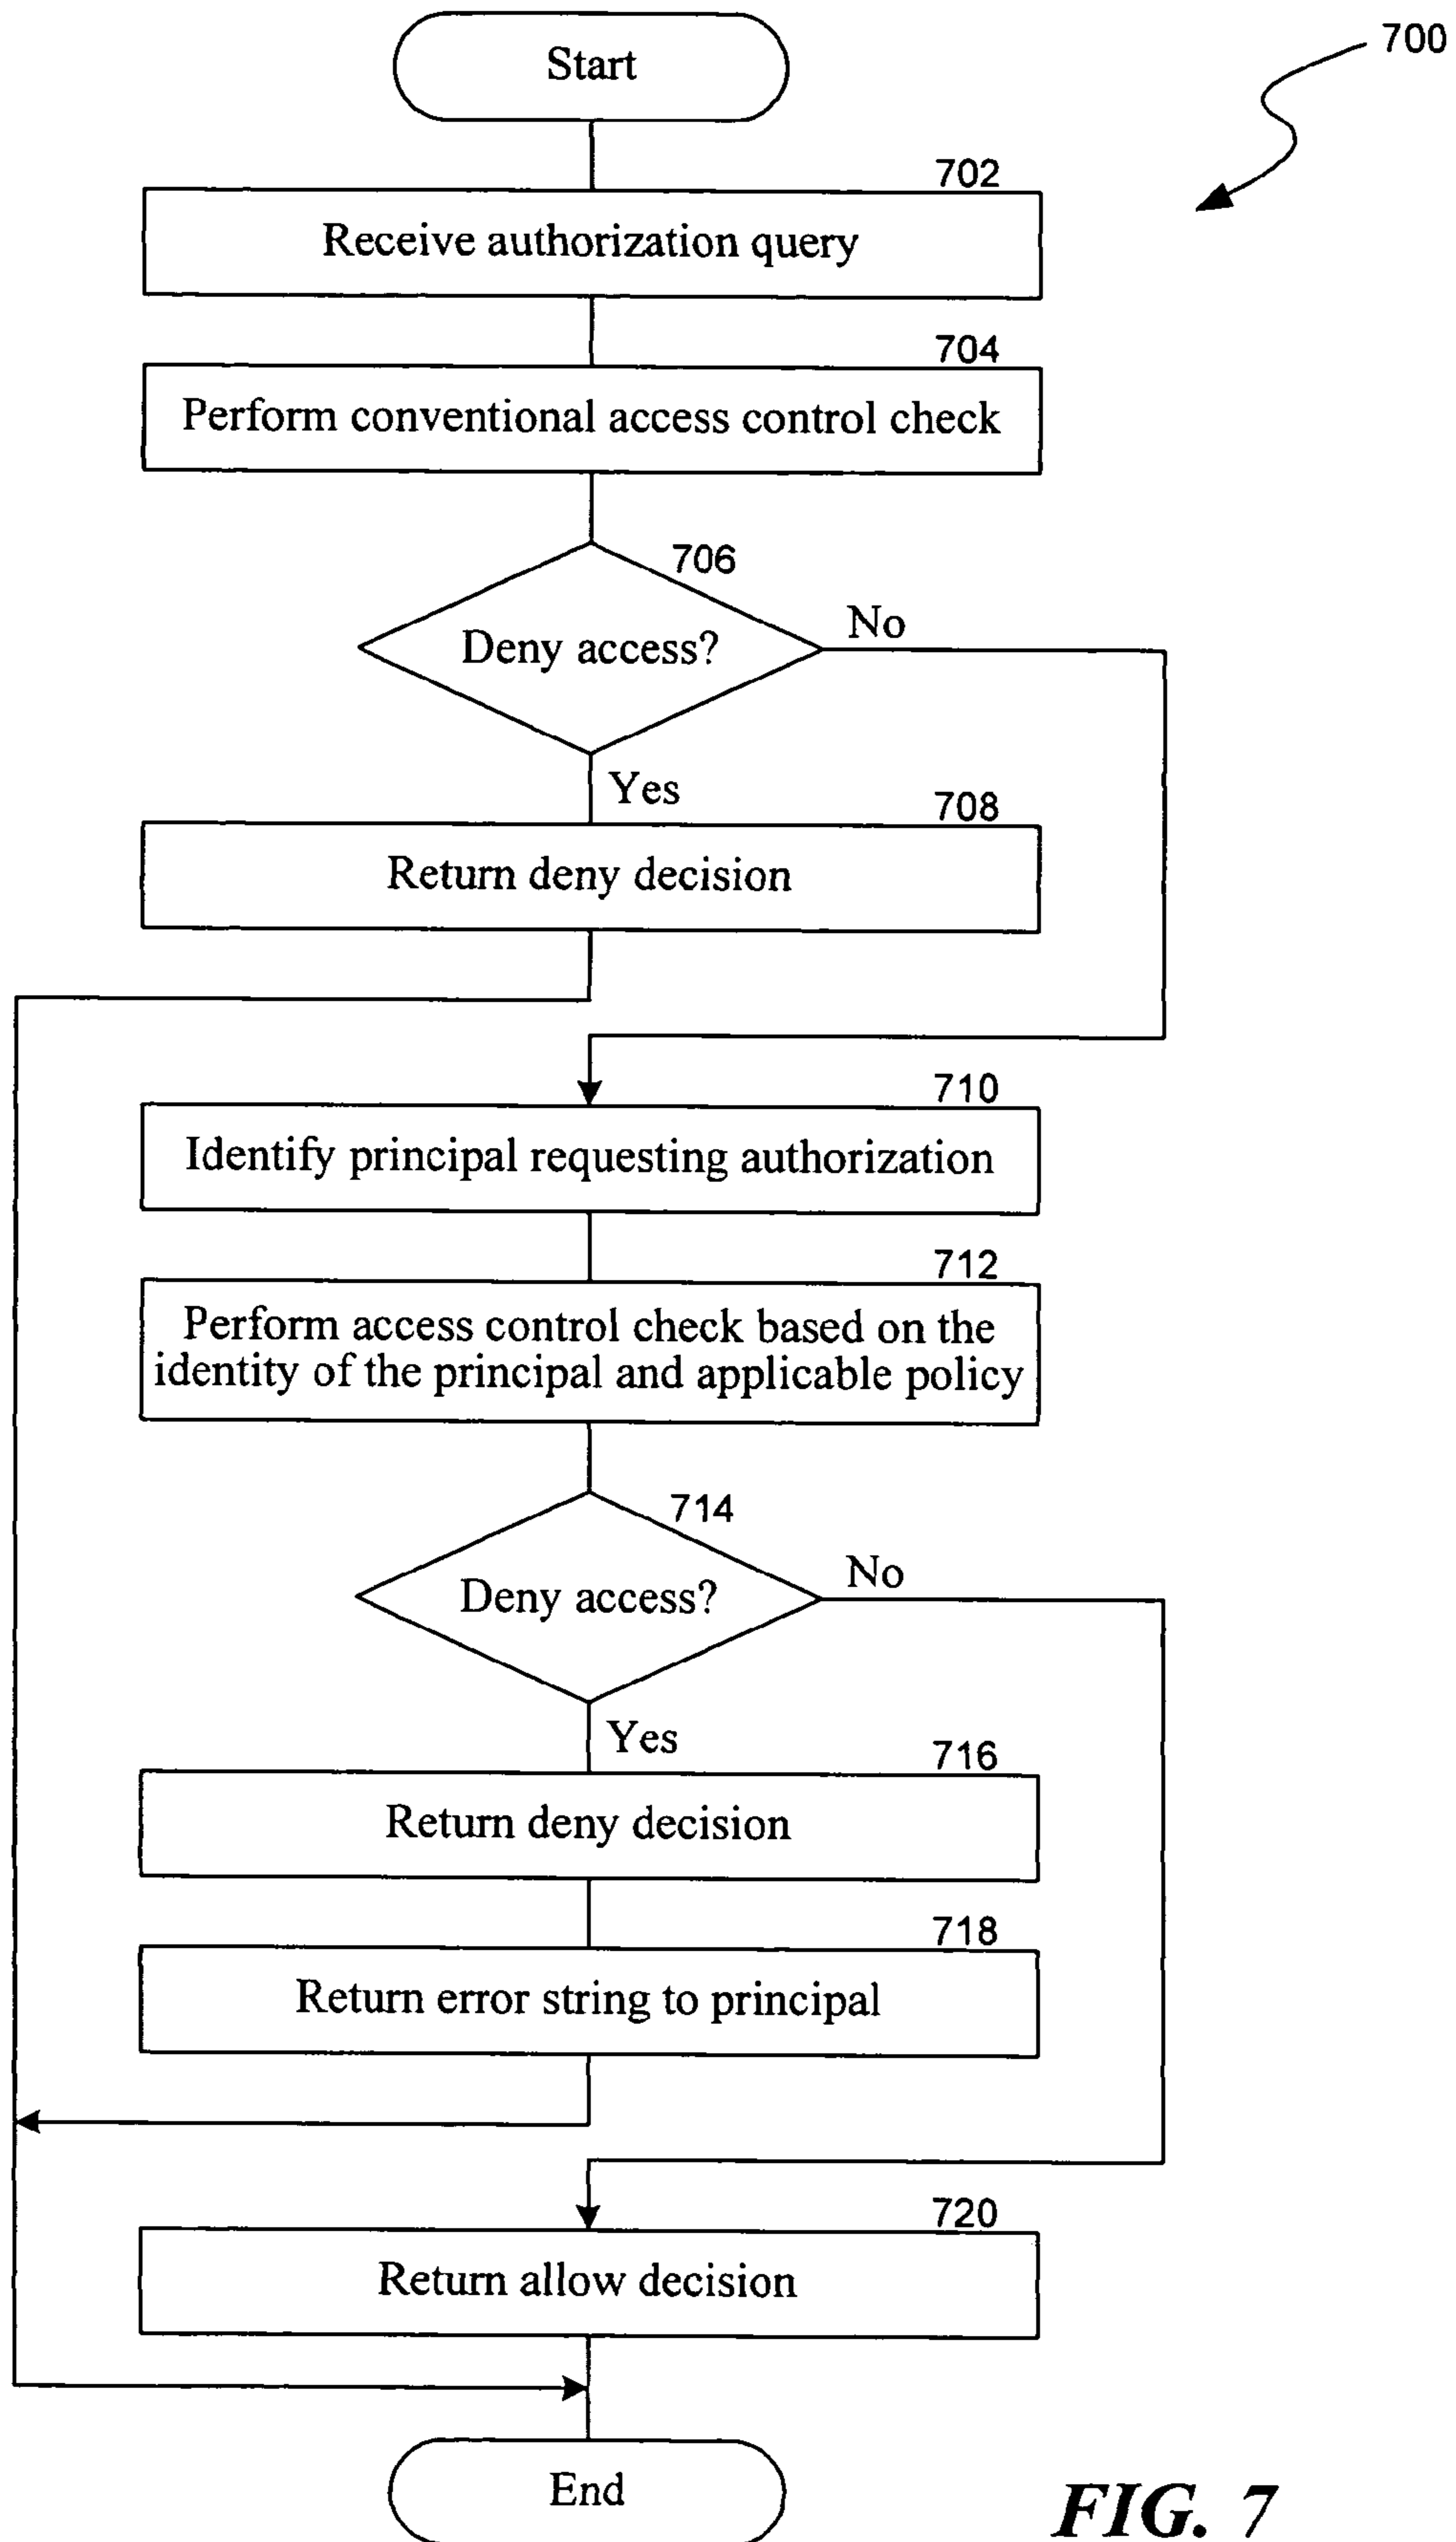 700
Start
702
Receive authorization query
704
Perform conventional access control check
706
Deny access?
No
Yes
708
Return deny decision
710
Identify principal requesting authorization
712
Perform access control check based on the
identity of the principal and applicable policy
714
Deny access?
No
Yes
716
Return deny decision
718
Return error string to principal
720
Return allow decision
End
FIG. 7